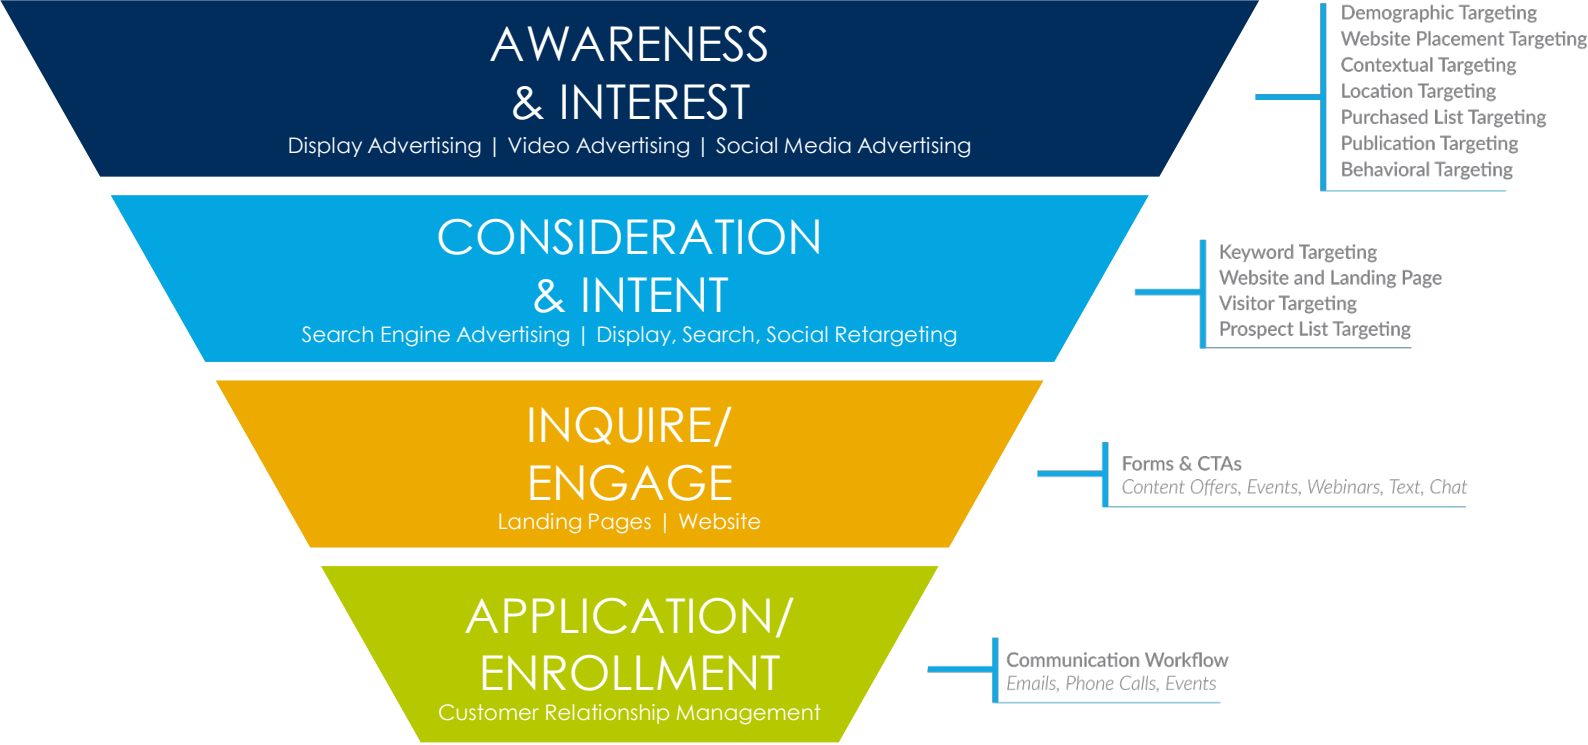 AWARENESS
& INTEREST
Display Advertising | Video Advertising | Social Media Advertising
Demographic Targeting
Website Placement Targeting
Contextual Targeting
Location Targeting
Purchased List Targeting
Publication Targeting
Behavioral Targeting
CONSIDERATION
& INTENT
Search Engine Advertising | Display, Search, Social Retargeting
Keyword Targeting
Website and Landing Page
Visitor Targeting
Prospect List Targeting
INQUIRE/
ENGAGE
Landing Pages | Website
Forms & CTAs
Content Offers, Events, Webinars, Text, Chat
APPLICATION/
ENROLLMENT
Customer Relationship Management
Communication Workflow
Emails, Phone Calls, Events